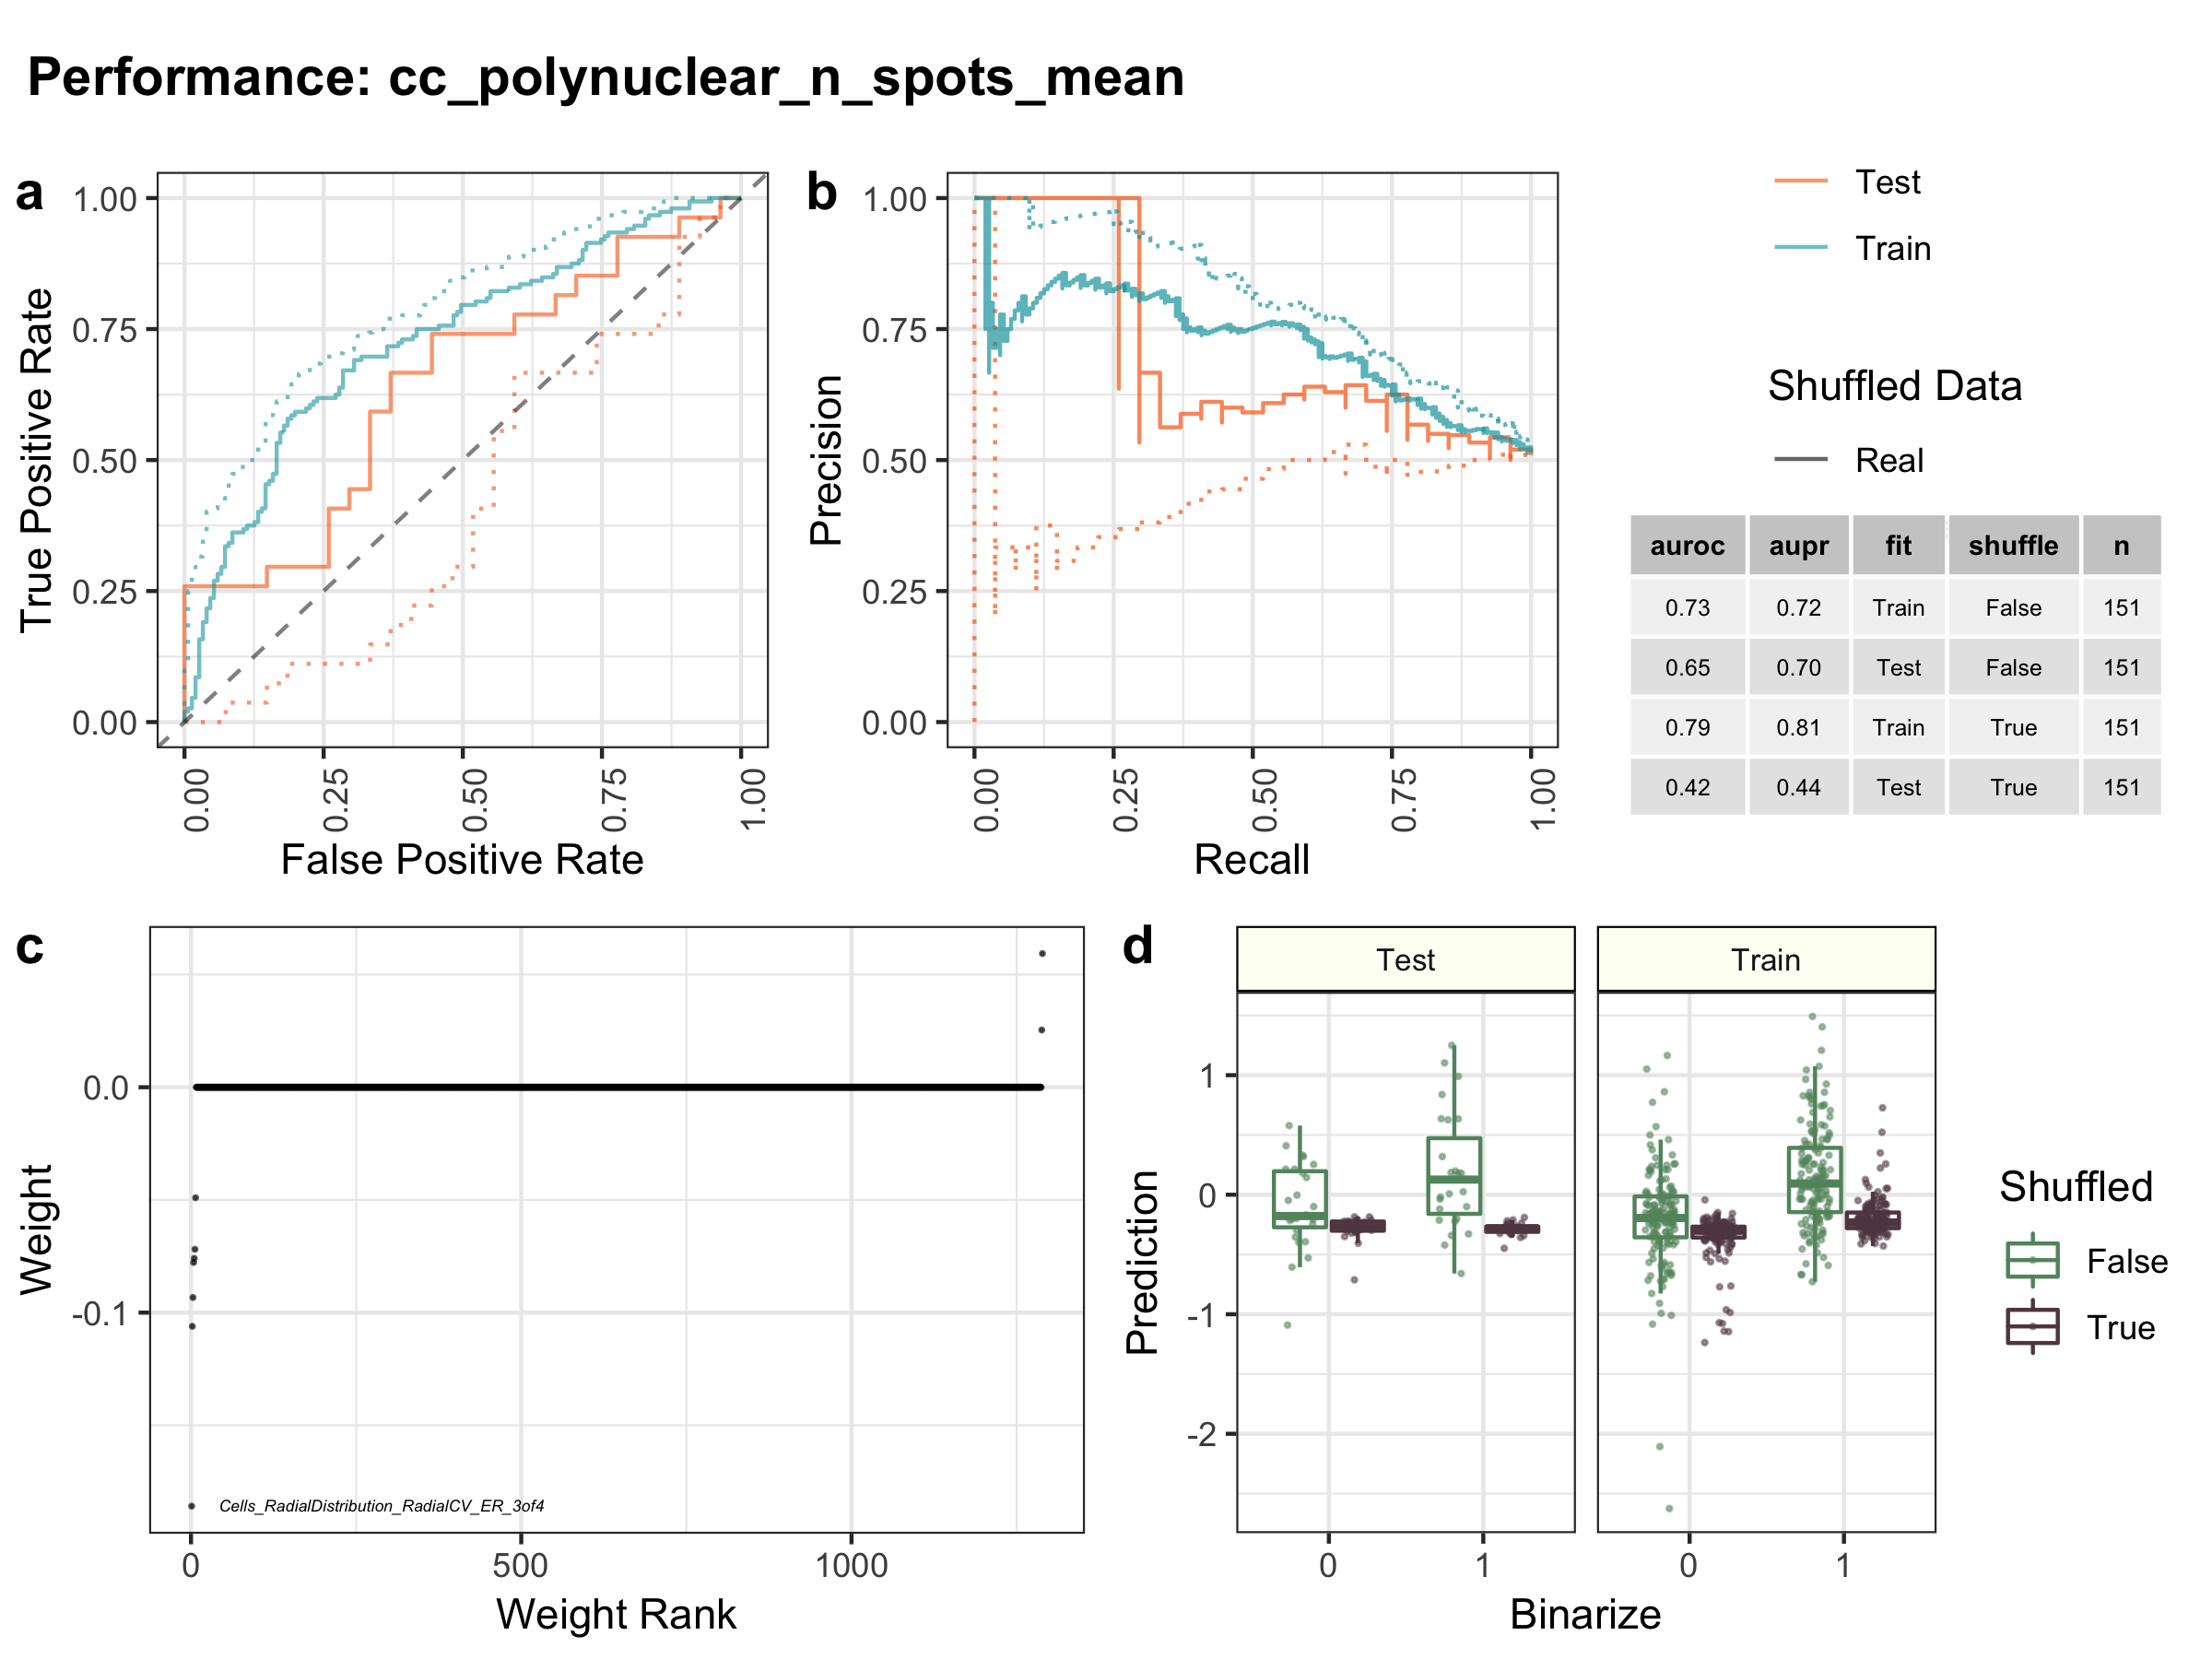 Performance: cc_polynuclear_n_spots_mean
a
1.00
0.75
0.50
0.25
0.00
True Positive Rate
0.00
0.25
0.50
0.75
1.00
False Positive Rate
b
1.00
0.75
0.50
0.25
0.00
Precision
0.00
0.25
0.50
0.75
1.00
Recall
Test
Train
Shuffled Data
Real
auroc aupr fit shuffle n
0.73 0.72 Train False 151
0.65 0.70 Test False 151
0.79 0.81 Train True 151
0.42 0.44 Test True 151
c
0.0
-0.1
Weight
Cells_RadialDistribution_RadialCV_ER_3of4
0 500 1000
Weight Rank
d
Test Train
1
0
-1
-2
Prediction
0 1 0 1
Binarize
Shuffled
False
True